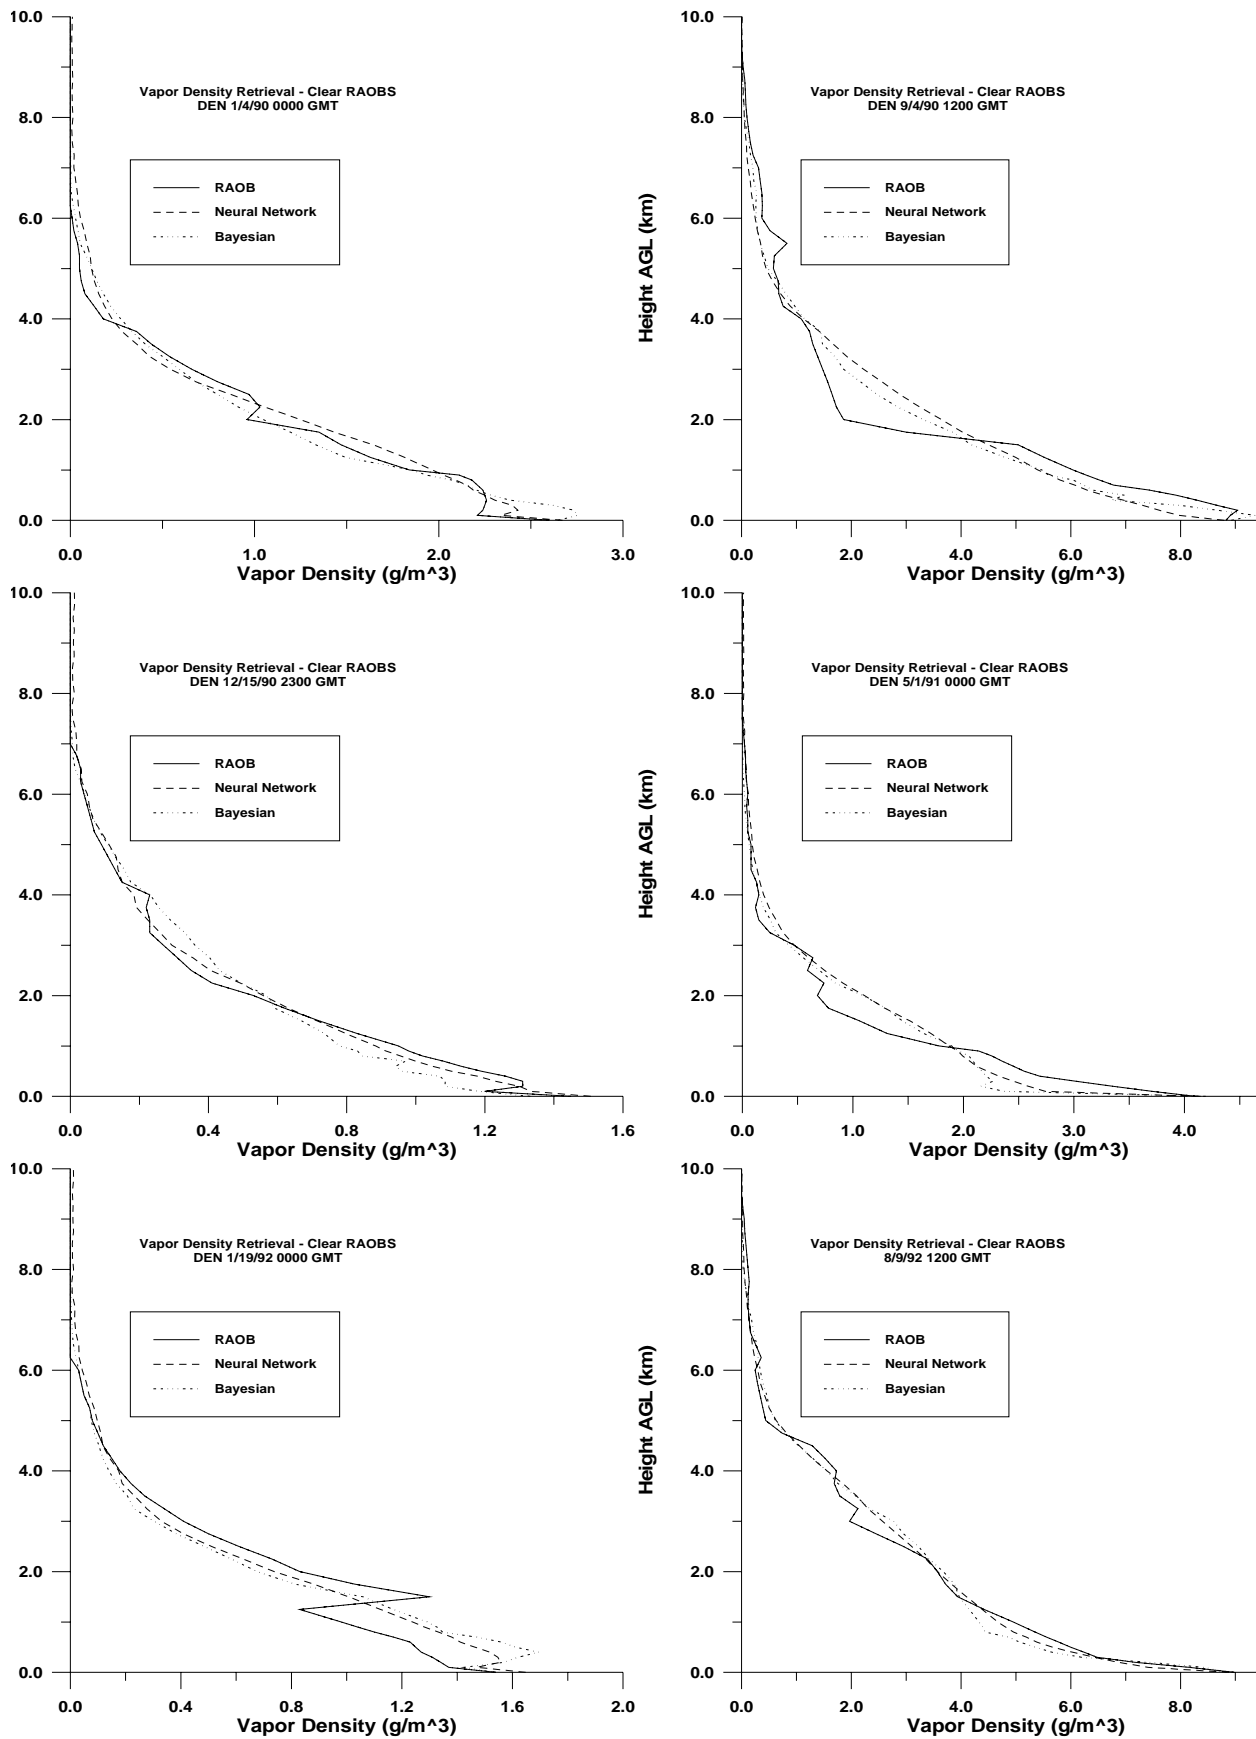 10.0
8.0
6.0
4.0
2.0
0.0
Vapor Density Retrieval - Clear RAOBS
DEN 1/4/90 0000 GMT
RAOB
Neural Network
Bayesian
0.0 1.0 2.0 3.0
Vapor Density (g/m^3)
10.0
8.0
6.0
4.0
2.0
0.0
Height AGL (km)
Vapor Density Retrieval - Clear RAOBS
DEN 9/4/90 1200 GMT
RAOB
Neural Network
Bayesian
0.0 2.0 4.0 6.0 8.0
Vapor Density (g/m^3)
10.0
8.0
6.0
4.0
2.0
0.0
Vapor Density Retrieval - Clear RAOBS
DEN 12/15/90 2300 GMT
RAOB
Neural Network
Bayesian
0.0 0.4 0.8 1.2 1.6
Vapor Density (g/m^3)
10.0
8.0
6.0
4.0
2.0
0.0
Height AGL (km)
Vapor Density Retrieval - Clear RAOBS
DEN 5/1/91 0000 GMT
RAOB
Neural Network
Bayesian
0.0 1.0 2.0 3.0 4.0
Vapor Density (g/m^3)
10.0
8.0
6.0
4.0
2.0
0.0
Vapor Density Retrieval - Clear RAOBS
DEN 1/19/92 0000 GMT
RAOB
Neural Network
Bayesian
0.0 0.4 0.8 1.2 1.6 2.0
Vapor Density (g/m^3)
10.0
8.0
6.0
4.0
2.0
0.0
Height AGL (km)
Vapor Density Retrieval - Clear RAOBS
8/9/92 1200 GMT
RAOB
Neural Network
Bayesian
0.0 2.0 4.0 6.0 8.0
Vapor Density (g/m^3)